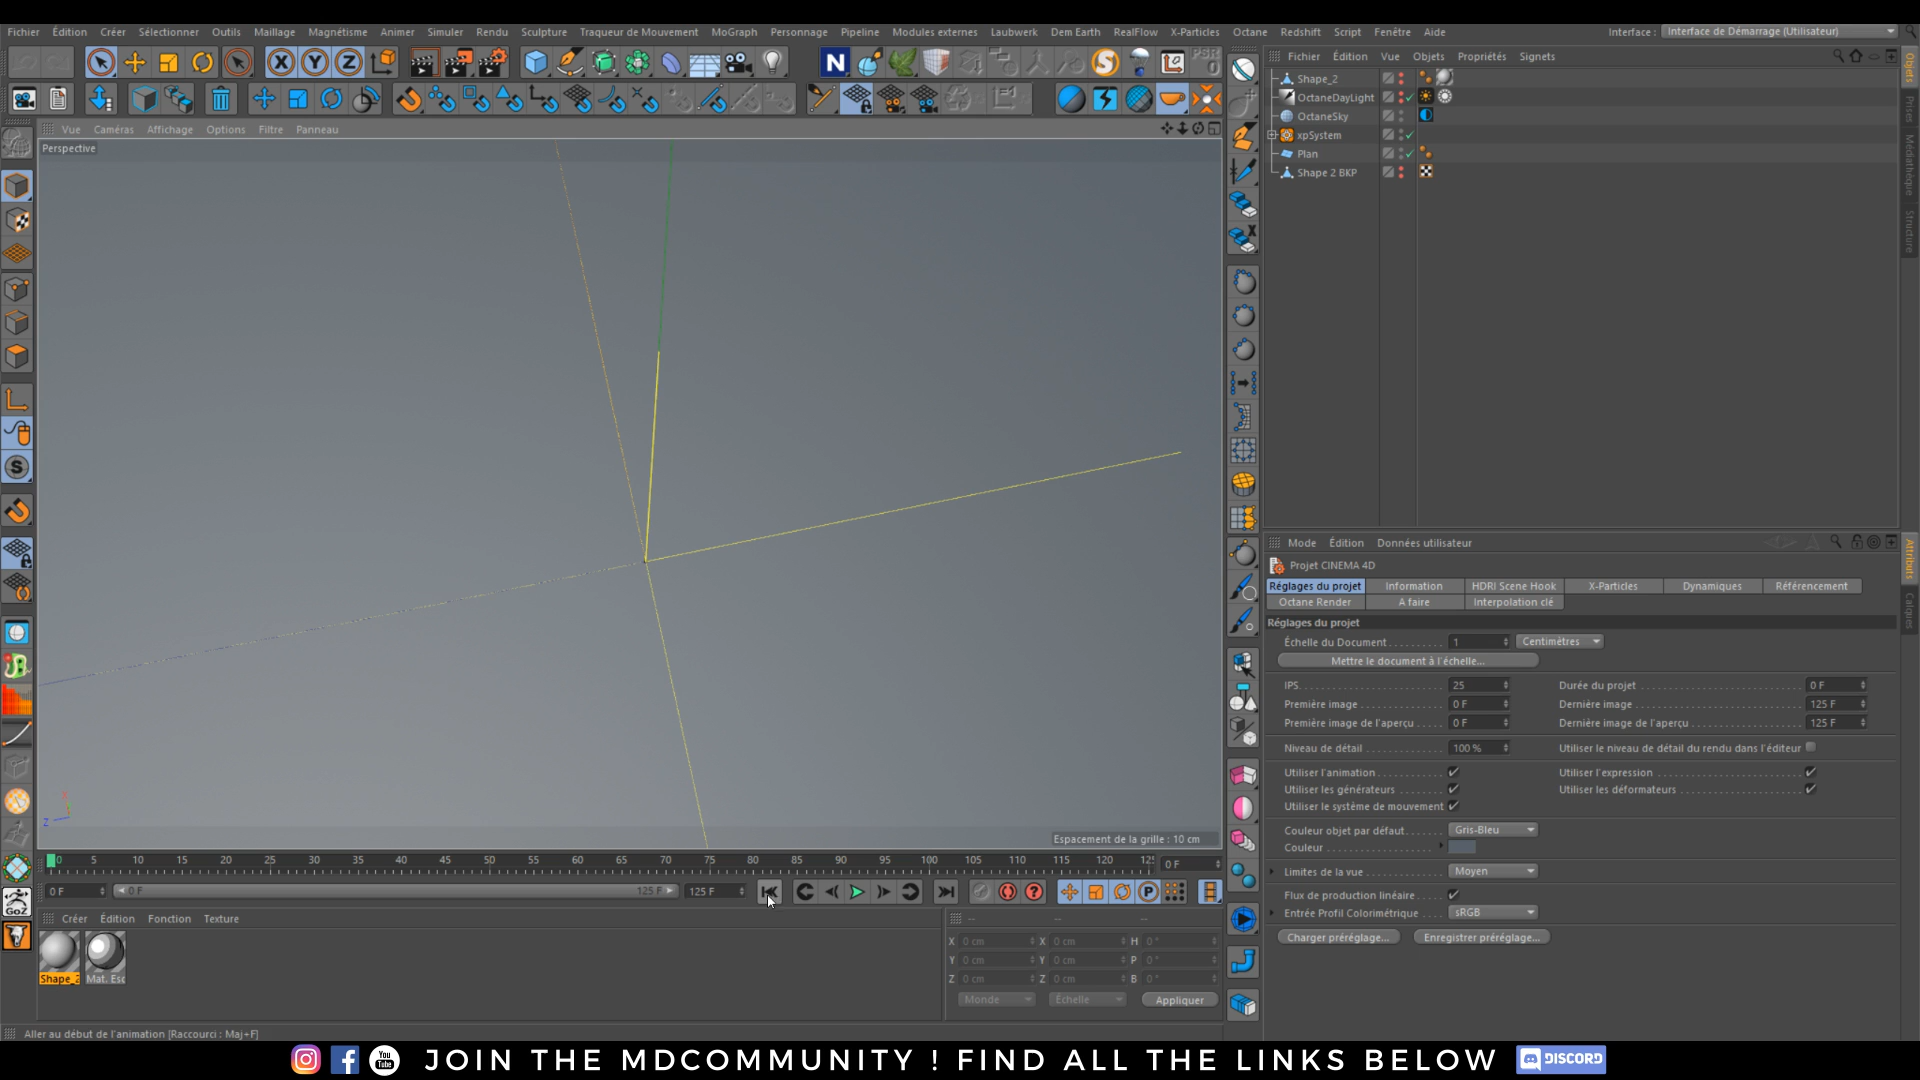 Fichier Édition Créer Sélectionner Outils Maillage Magnétisme Animer Simuler Rendu Sculpture Traqueur de Mouvement MoGraph Personnage Pipeline Modules externes Laubwerk Dem Earth RealFlow X-Particles Octane Redshift Script Fenêtre Aide Interface : Interface de Démarrage (Utilisateur)
Fichier Édition Vue Objets Propriétés Signets
N
X Y Z
PSR
0
Shape_2
OctaneDayLight
OctaneSky
xpSystem
Plan
Shape 2 BKP
Objets
Prises
Médiathèque
Structure
Vue Caméras Affichage Options Filtre Panneau
Perspective
Espacement de la grille : 10 cm
Z
0 5 10 15 20 25 30 35 40 45 50 55 60 65 70 75 80 85 90 95 100 105 110 115 120 0 F
0 F 0 F 125 F 125 F
Créer Édition Fonction Texture
Shape_2
Mat. Esc
-- -- --
X 0 cm X 0 cm H 0 °
Y 0 cm Y 0 cm P 0 °
Z 0 cm Z 0 cm B 0 °
Monde Échelle Appliquer
GoZ
Aller au début de l'animation [Raccourci : Maj+F]
Mode Édition Données utilisateur
Projet CINEMA 4D
Réglages du projet Information HDRI Scene Hook X-Particles Dynamiques Référencement
Octane Render A faire Interpolation clé
Réglages du projet
Échelle du Document 1 Centimètres
Mettre le document à l'échelle...
IPS 25 Durée du projet 0 F
Première image 0 F Dernière image 125 F
Première image de l'aperçu 0 F Dernière image de l'aperçu 125 F
Niveau de détail 100 % Utiliser le niveau de détail du rendu dans l'éditeur
Utiliser l'animation Utiliser l'expression
Utiliser les générateurs Utiliser les déformateurs
Utiliser le système de mouvement
Couleur objet par défaut Gris-Bleu
Couleur
Limites de la vue Moyen
Flux de production linéaire
Entrée Profil Colorimétrique sRGB
Charger préréglage... Enregistrer préréglage...
Attributs
Calques
You Tube JOIN THE MDCOMMUNITY ! FIND ALL THE LINKS BELOW DISCORD